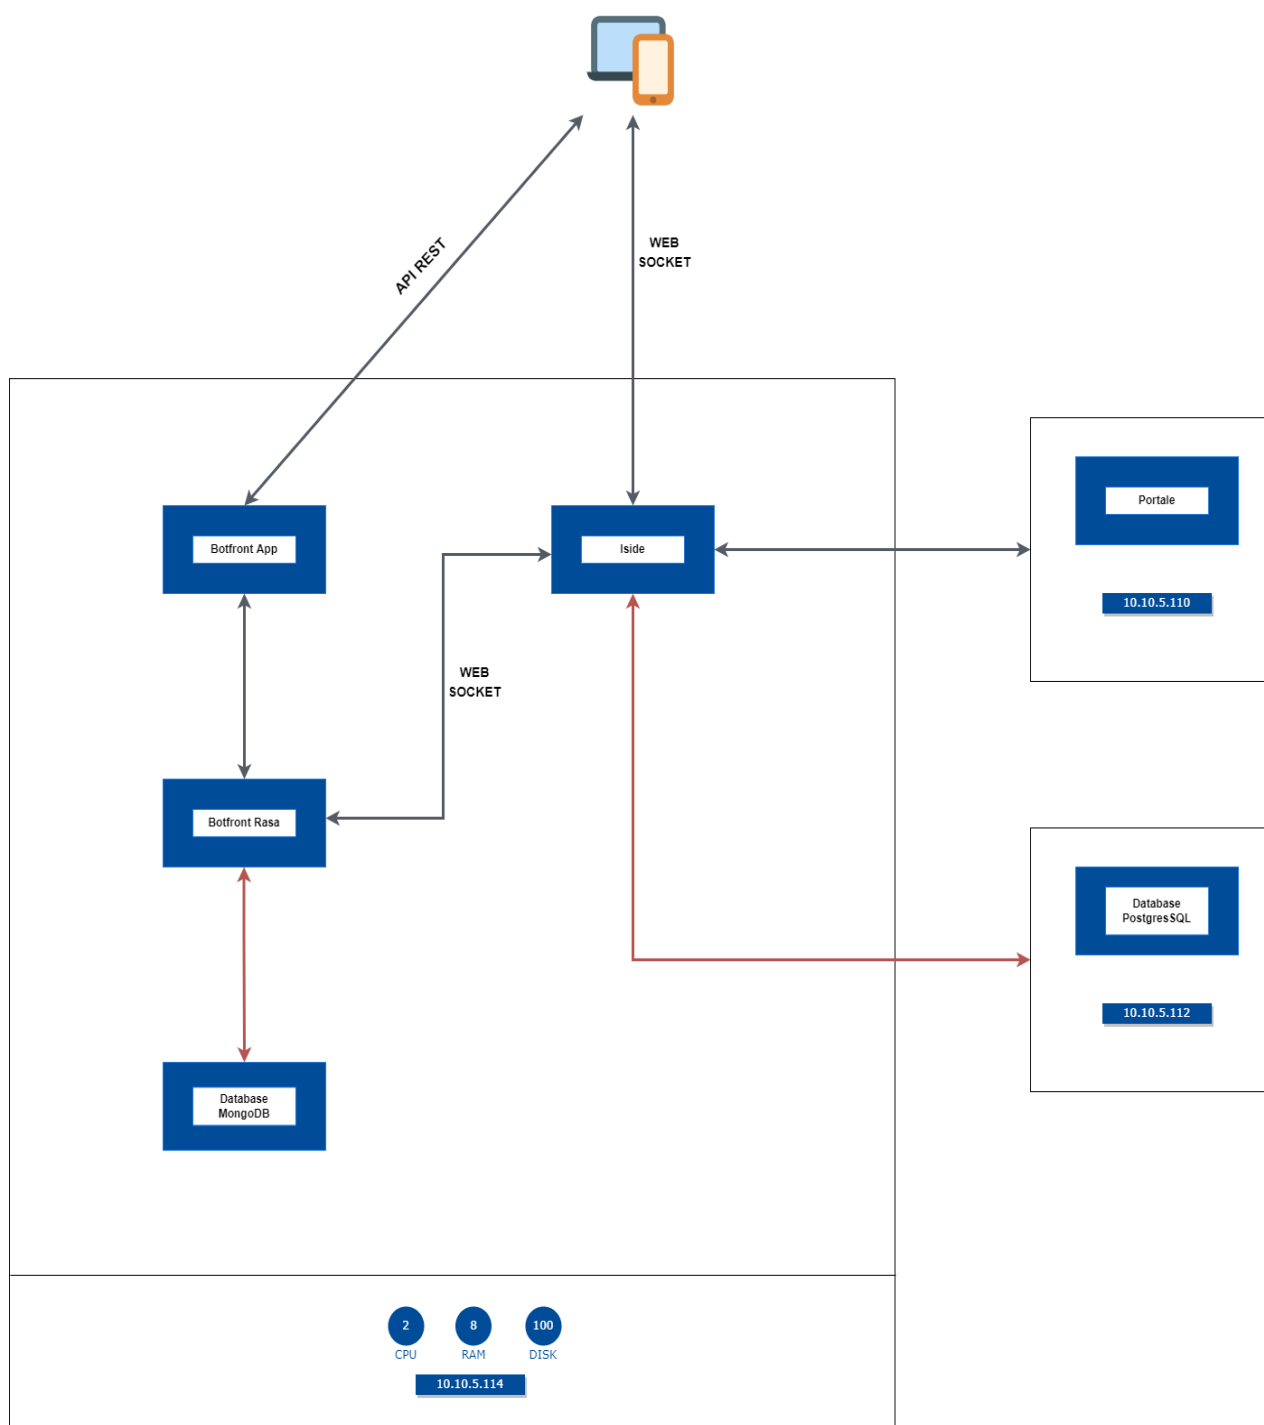 API REST
WEB
SOCKET
Botfront App
Iside
Portale
10.10.5.110
WEB
SOCKET
Botfront Rasa
Database
PostgresSQL
10.10.5.112
Database
MongoDB
2
8
100
CPU
RAM
DISK
10.10.5.114